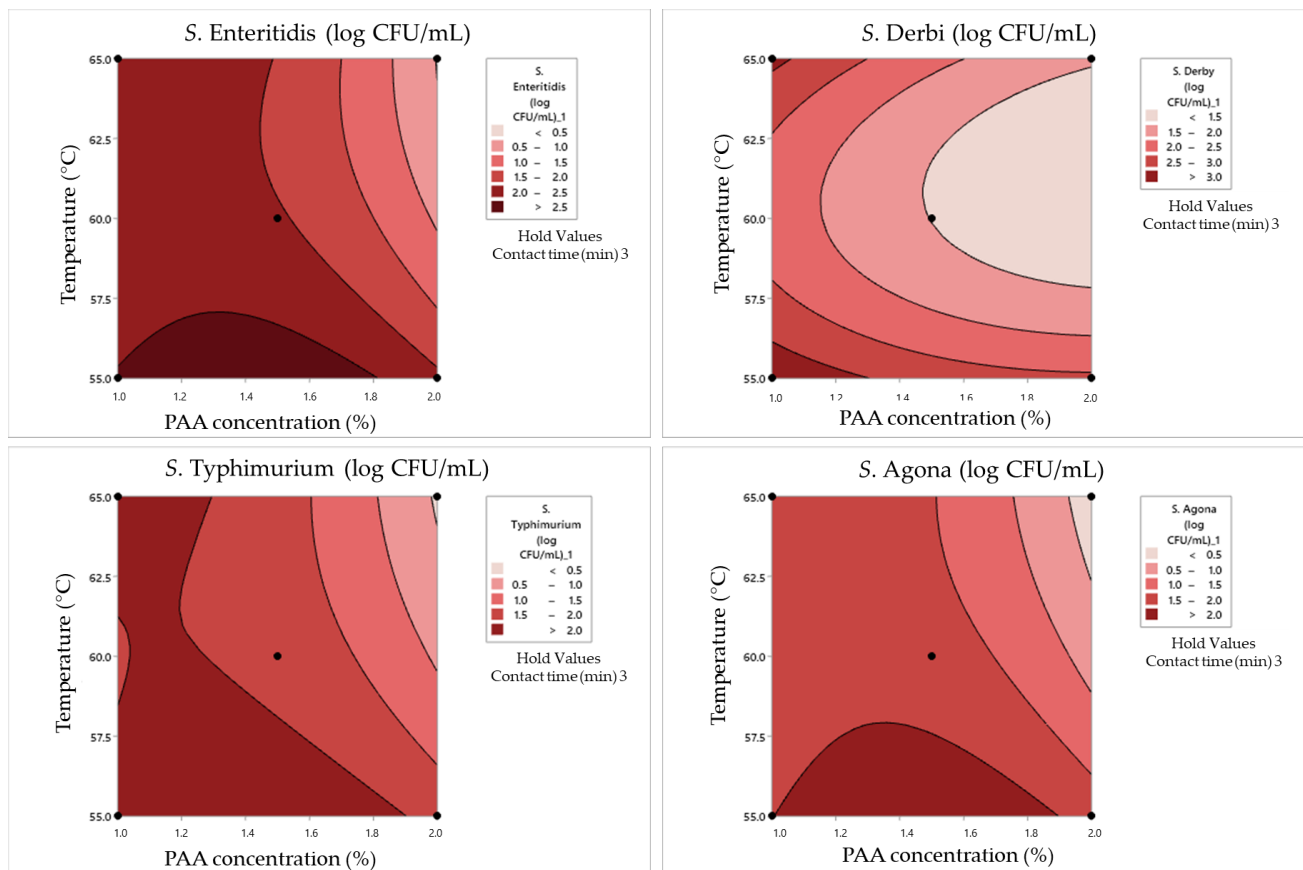 S. Enteritidis (log CFU/mL)
65.0
62.5
60.0
57.5
55.0
Temperature (°C)
1.0 1.2 1.4 1.6 1.8 2.0
PAA concentration (%)
S.
Enteritidis
(log
CFU/mL)_1
< 0.5
0.5 – 1.0
1.0 – 1.5
1.5 – 2.0
2.0 – 2.5
> 2.5
Hold Values
Contact time (min) 3
S. Derbi (log CFU/mL)
65.0
62.5
60.0
57.5
55.0
Temperature (°C)
1.0 1.2 1.4 1.6 1.8 2.0
PAA concentration (%)
S. Derby
(log
CFU/mL)_1
< 1.5
1.5 – 2.0
2.0 – 2.5
2.5 – 3.0
> 3.0
Hold Values
Contact time (min) 3
S. Typhimurium (log CFU/mL)
65.0
62.5
60.0
57.5
55.0
Temperature (°C)
1.0 1.2 1.4 1.6 1.8 2.0
PAA concentration (%)
S.
Typhimurium
(log
CFU/mL)_1
< 0.5
0.5 – 1.0
1.0 – 1.5
1.5 – 2.0
> 2.0
Hold Values
Contact time (min) 3
S. Agona (log CFU/mL)
65.0
62.5
60.0
57.5
55.0
Temperature (°C)
1.0 1.2 1.4 1.6 1.8 2.0
PAA concentration (%)
S. Agona
(log
CFU/mL)_1
< 0.5
0.5 – 1.0
1.0 – 1.5
1.5 – 2.0
> 2.0
Hold Values
Contact time (min) 3